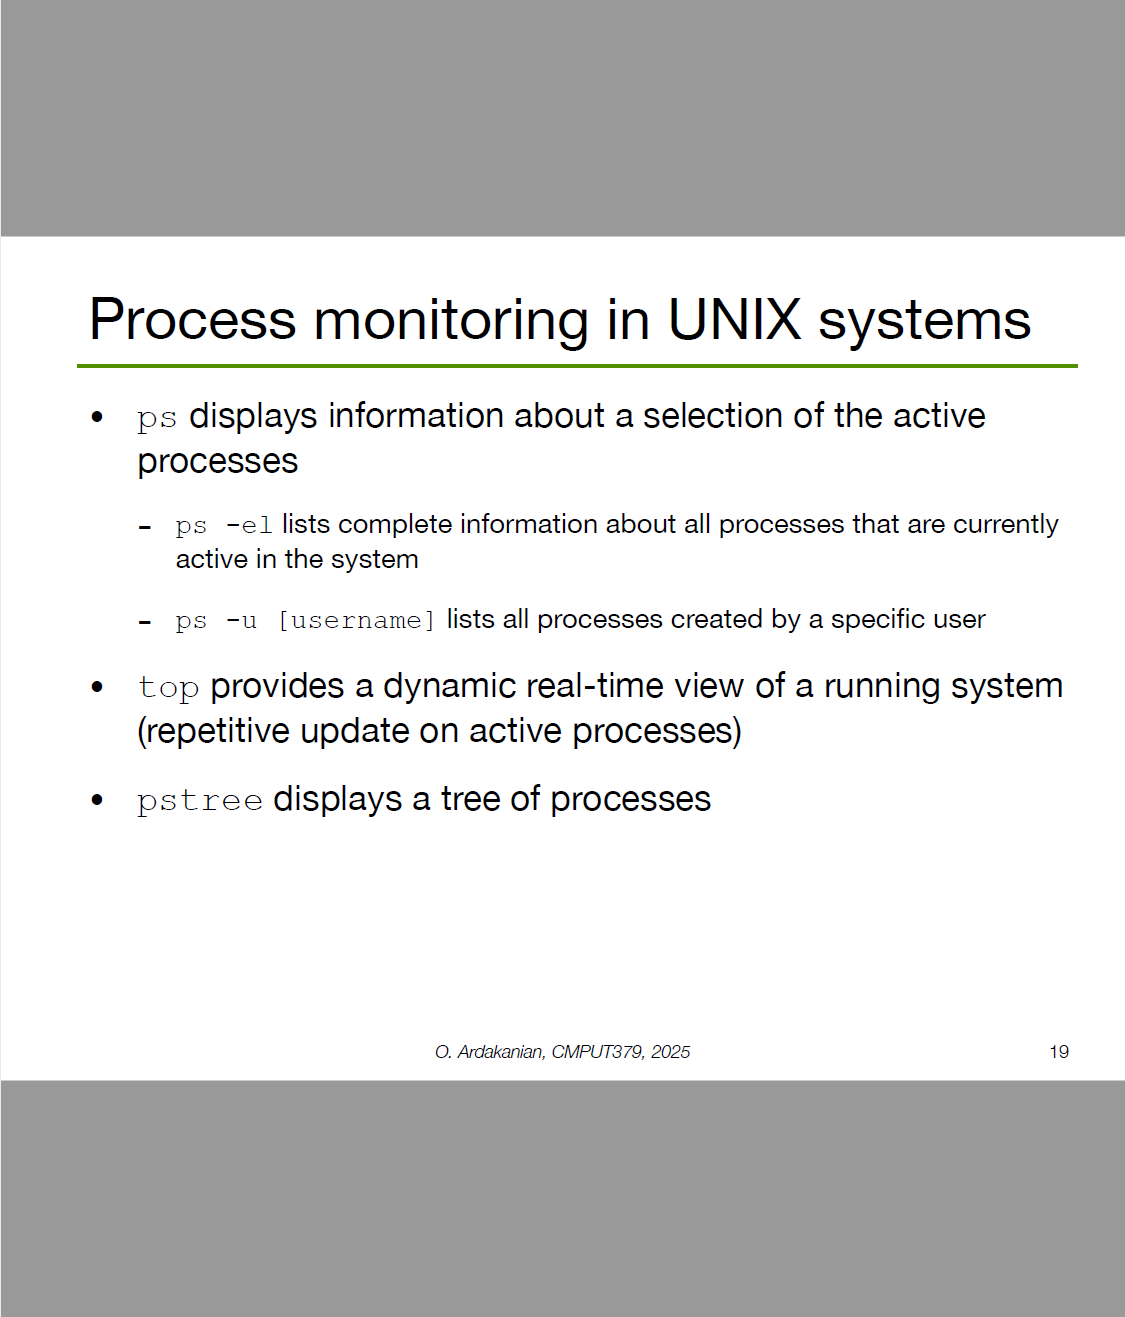 Process monitoring in UNIX systems
• ps displays information about a selection of the active
processes
- ps -el lists complete information about all processes that are currently
active in the system
- ps -u [username] lists all processes created by a specific user
• top provides a dynamic real-time view of a running system
(repetitive update on active processes)
• pstree displays a tree of processes
O. Ardakanian, CMPUT379, 2025
19